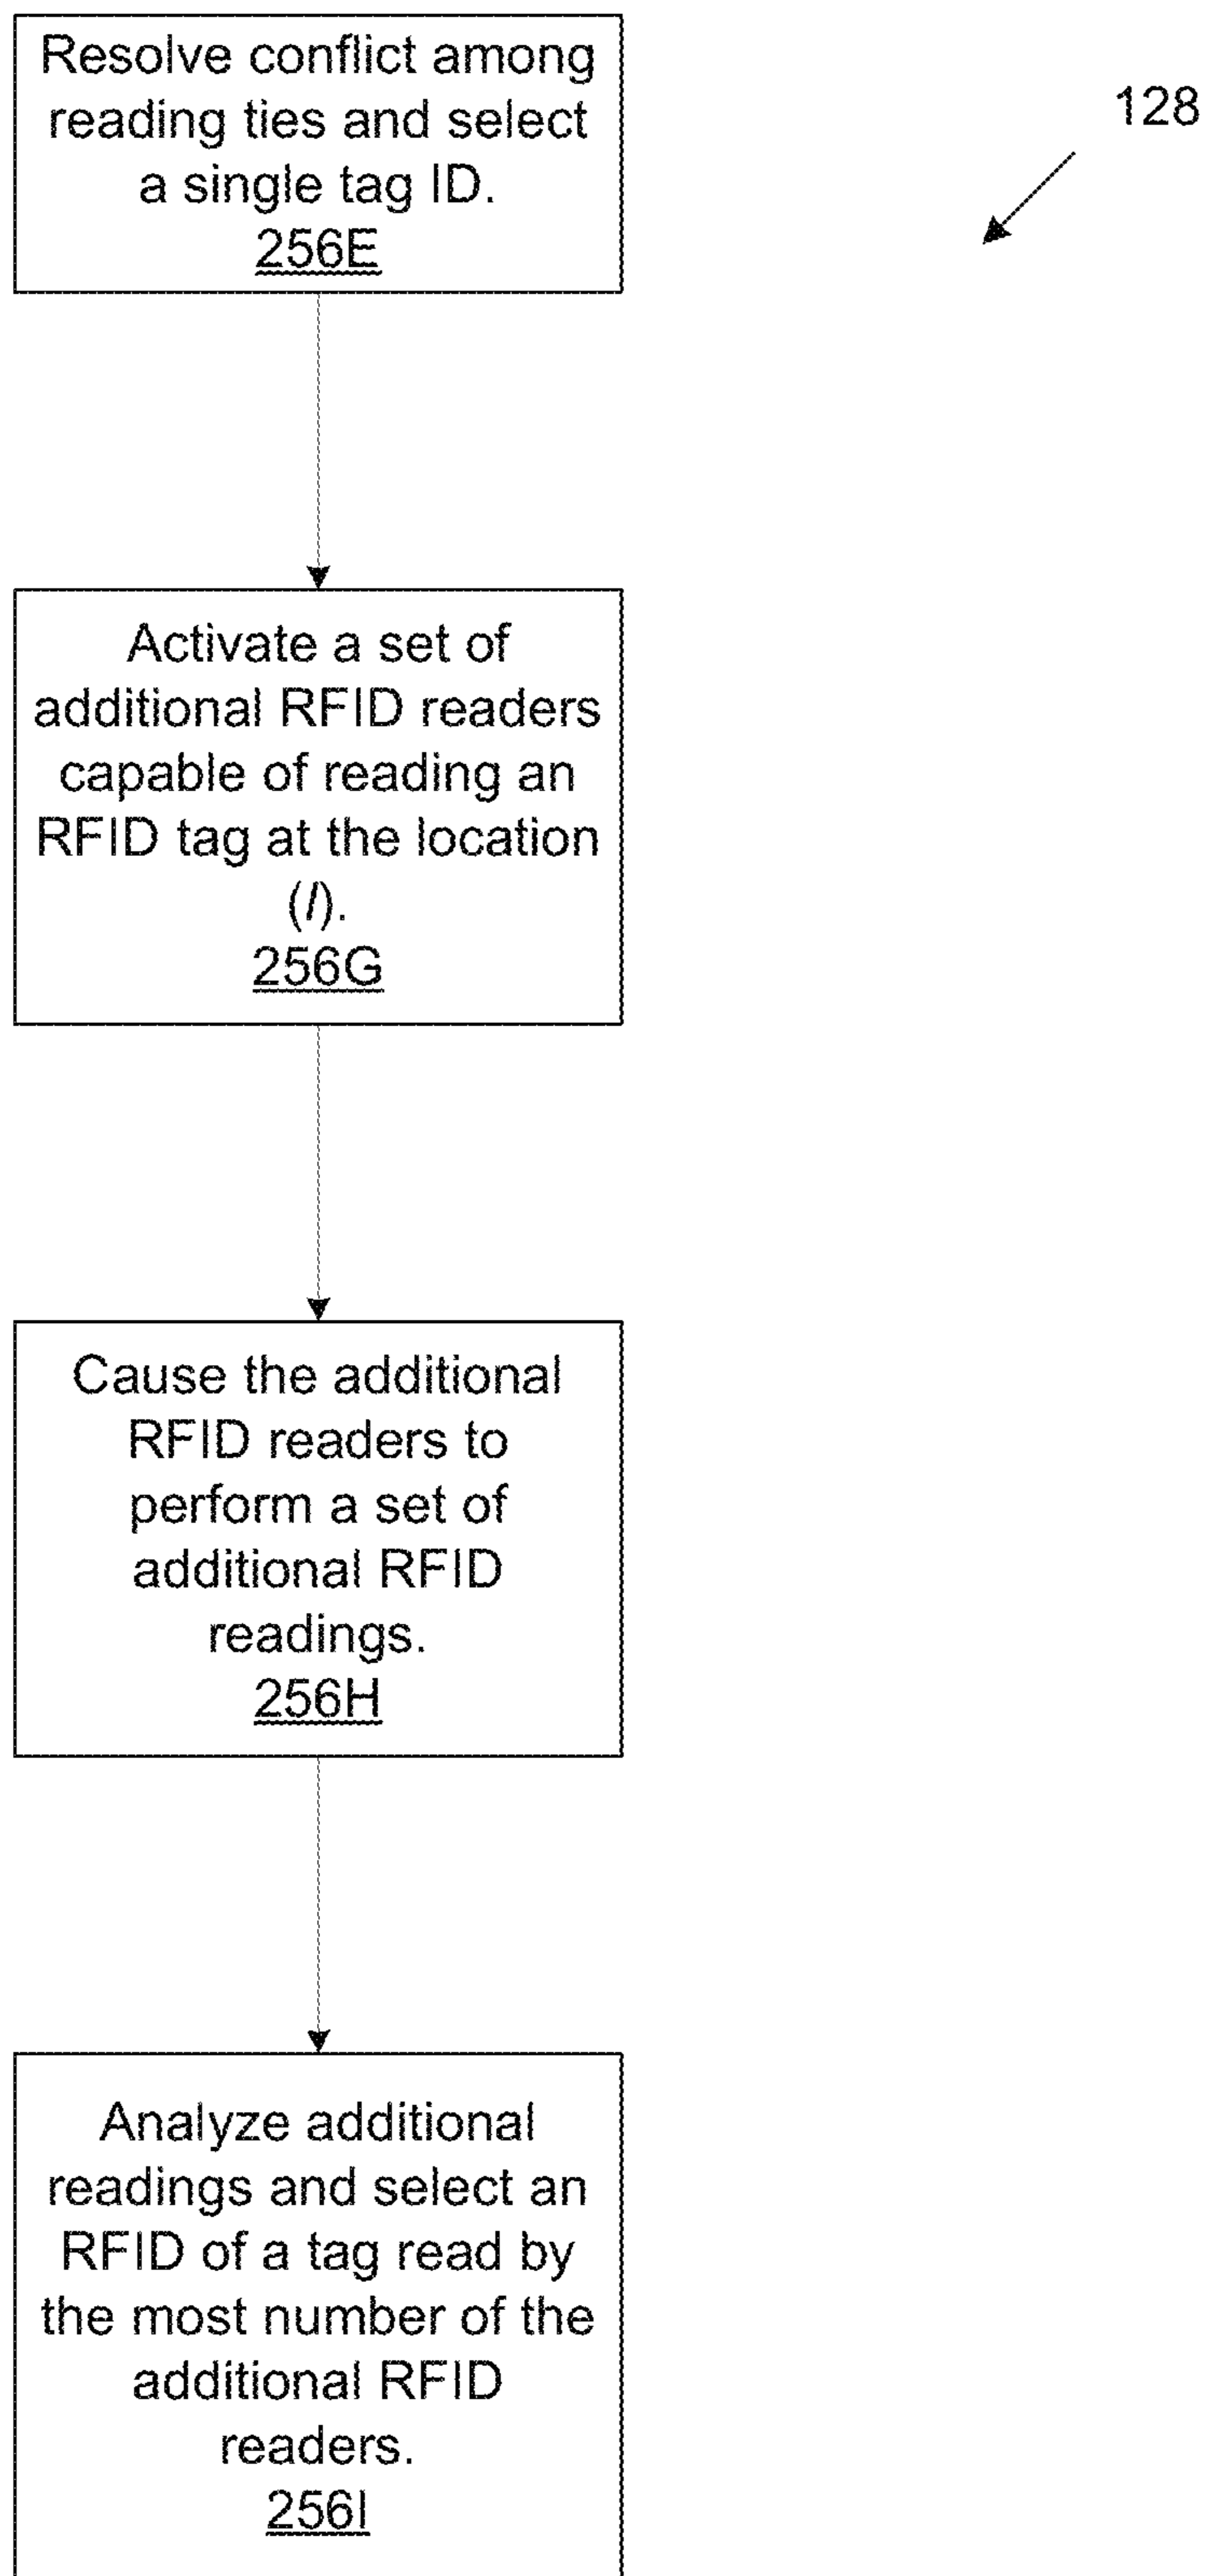 Resolve conflict among
reading ties and select
a single tag ID.
256E
128
Activate a set of
additional RFID readers
capable of reading an
RFID tag at the location
(l).
256G
Cause the additional
RFID readers to
perform a set of
additional RFID
readings.
256H
Analyze additional
readings and select an
RFID of a tag read by
the most number of the
additional RFID
readers.
256I